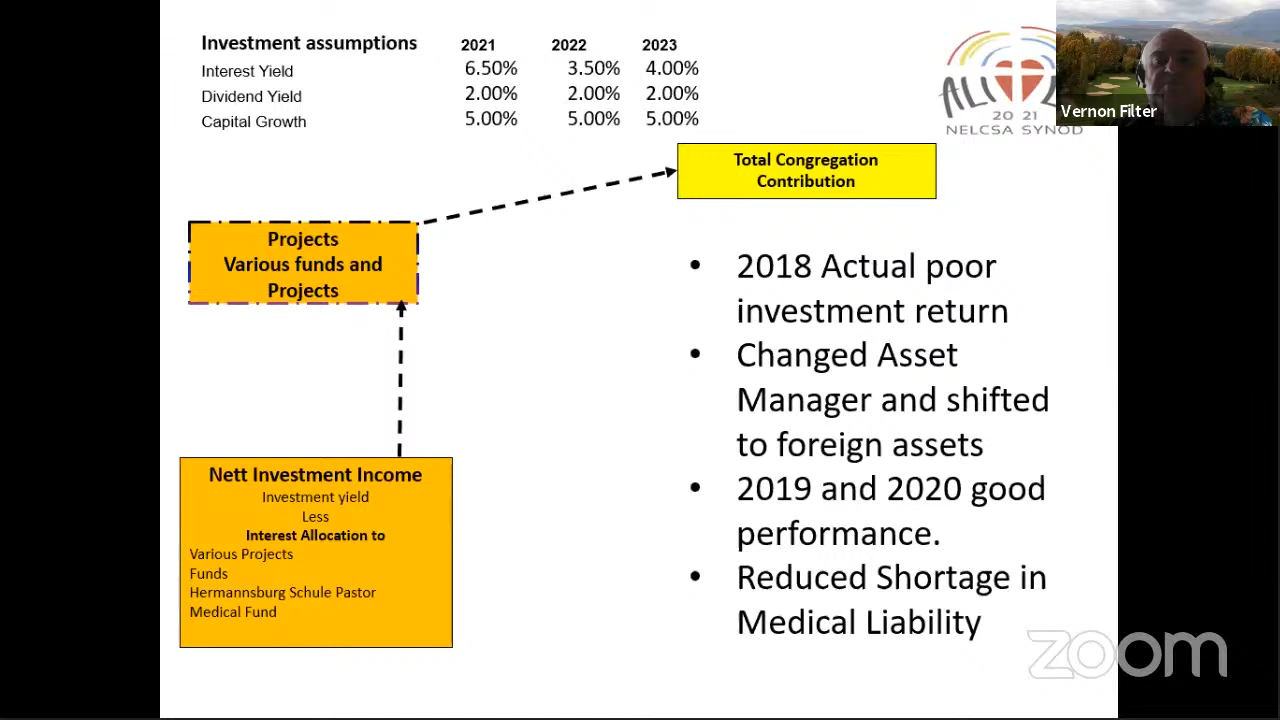 Investment assumptions 2021 2022 2023
Interest Yield 6.50% 3.50% 4.00%
Dividend Yield 2.00% 2.00% 2.00%
Capital Growth 5.00% 5.00% 5.00%
20 21
NELCSA SYNOD
Vernon Filter
Total Congregation
Contribution
Projects
Various funds and
Projects
Nett Investment Income
Investment yield
Less
Interest Allocation to
Various Projects
Funds
Hermannsburg Schule Pastor
Medical Fund
• 2018 Actual poor
investment return
• Changed Asset
Manager and shifted
to foreign assets
• 2019 and 2020 good
performance.
• Reduced Shortage in
Medical Liability
zoom